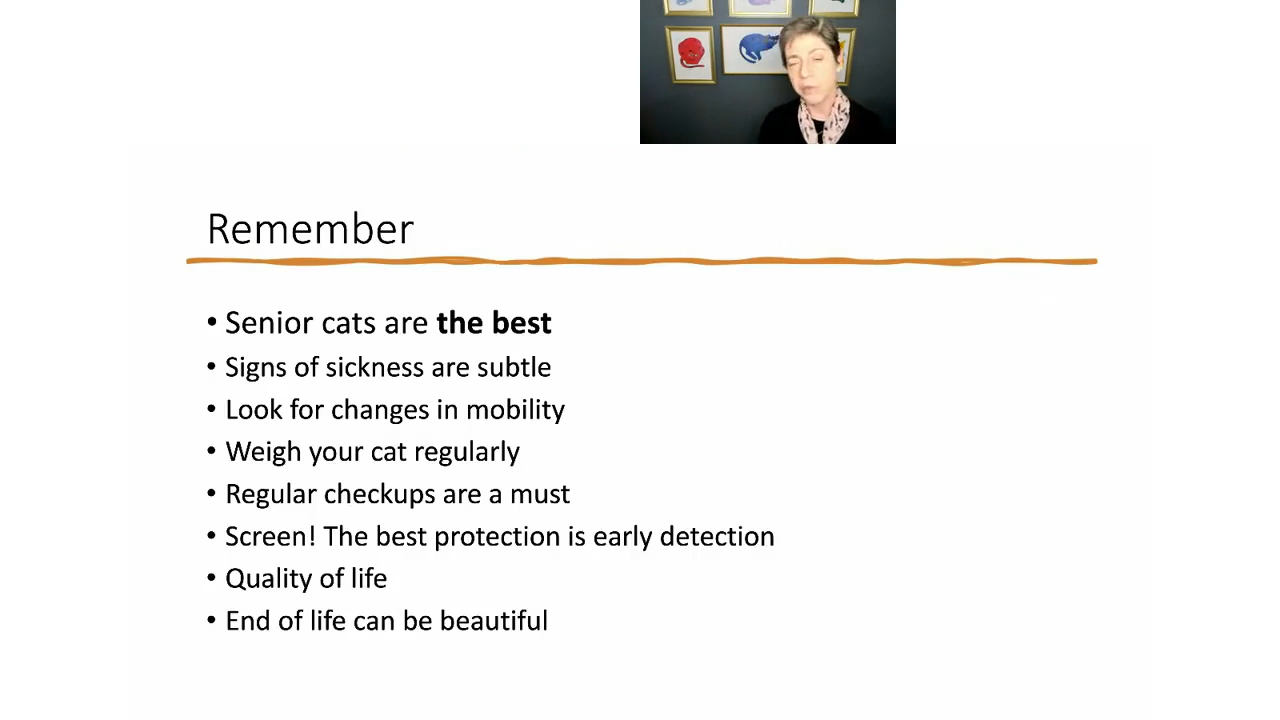 Remember
• Senior cats are the best
• Signs of sickness are subtle
• Look for changes in mobility
• Weigh your cat regularly
• Regular checkups are a must
• Screen! The best protection is early detection
• Quality of life
• End of life can be beautiful